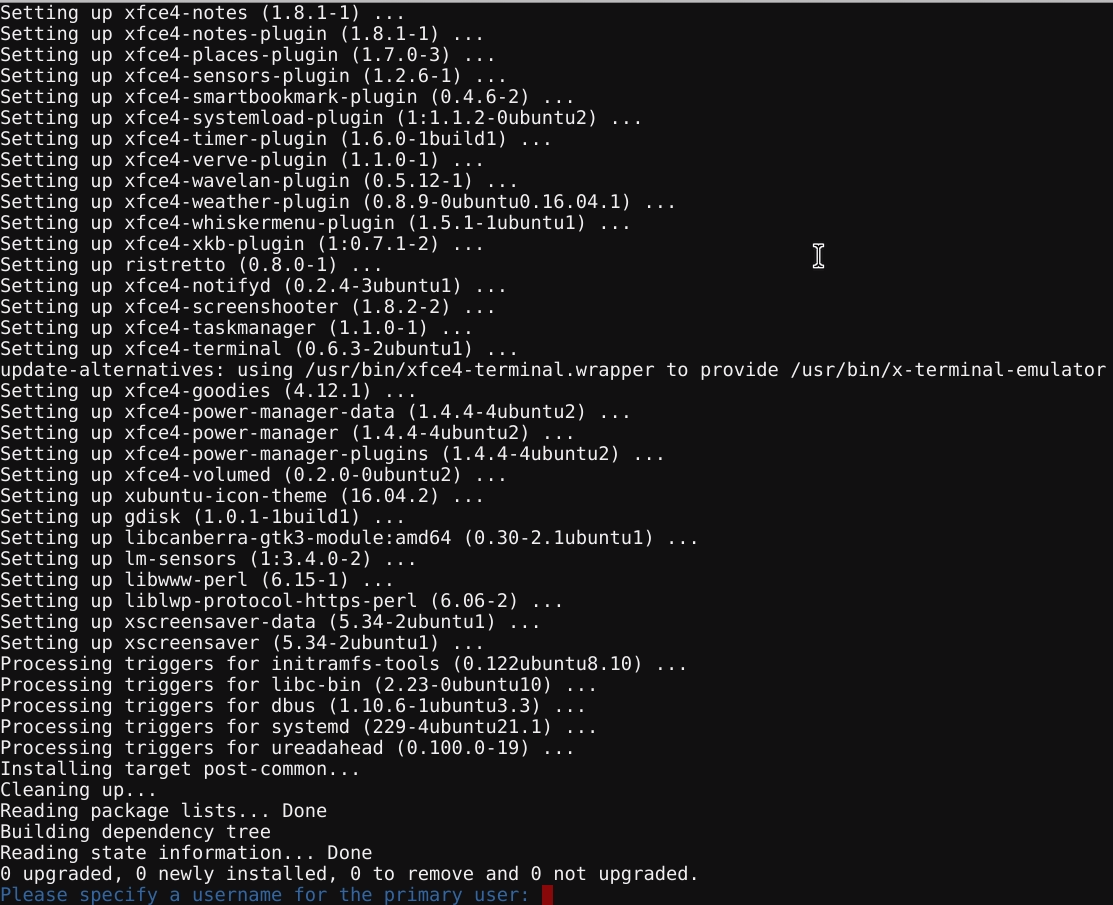 Setting up xfce4-notes (1.8.1-1) ...
Setting up xfce4-notes-plugin (1.8.1-1) ...
Setting up xfce4-places-plugin (1.7.0-3) ...
Setting up xfce4-sensors-plugin (1.2.6-1) ...
Setting up xfce4-smartbookmark-plugin (0.4.6-2) ...
Setting up xfce4-systemload-plugin (1:1.1.2-0ubuntu2) ...
Setting up xfce4-timer-plugin (1.6.0-1build1) ...
Setting up xfce4-verve-plugin (1.1.0-1) ...
Setting up xfce4-wavelan-plugin (0.5.12-1) ...
Setting up xfce4-weather-plugin (0.8.9-0ubuntu0.16.04.1) ...
Setting up xfce4-whiskermenu-plugin (1.5.1-1ubuntu1) ...
Setting up xfce4-xkb-plugin (1:0.7.1-2) ...
Setting up ristretto (0.8.0-1) ...
Setting up xfce4-notifyd (0.2.4-3ubuntu1) ...
Setting up xfce4-screenshooter (1.8.2-2) ...
Setting up xfce4-taskmanager (1.1.0-1) ...
Setting up xfce4-terminal (0.6.3-2ubuntu1) ...
update-alternatives: using /usr/bin/xfce4-terminal.wrapper to provide /usr/bin/x-terminal-emulator
Setting up xfce4-goodies (4.12.1) ...
Setting up xfce4-power-manager-data (1.4.4-4ubuntu2) ...
Setting up xfce4-power-manager (1.4.4-4ubuntu2) ...
Setting up xfce4-power-manager-plugins (1.4.4-4ubuntu2) ...
Setting up xfce4-volumed (0.2.0-0ubuntu2) ...
Setting up xubuntu-icon-theme (16.04.2) ...
Setting up gdisk (1.0.1-1build1) ...
Setting up libcanberra-gtk3-module:amd64 (0.30-2.1ubuntu1) ...
Setting up lm-sensors (1:3.4.0-2) ...
Setting up libwww-perl (6.15-1) ...
Setting up liblwp-protocol-https-perl (6.06-2) ...
Setting up xscreensaver-data (5.34-2ubuntu1) ...
Setting up xscreensaver (5.34-2ubuntu1) ...
Processing triggers for initramfs-tools (0.122ubuntu8.10) ...
Processing triggers for libc-bin (2.23-0ubuntu10) ...
Processing triggers for dbus (1.10.6-1ubuntu3.3) ...
Processing triggers for systemd (229-4ubuntu21.1) ...
Processing triggers for ureadahead (0.100.0-19) ...
Installing target post-common...
Cleaning up...
Reading package lists... Done
Building dependency tree
Reading state information... Done
0 upgraded, 0 newly installed, 0 to remove and 0 not upgraded.
Please specify a username for the primary user: